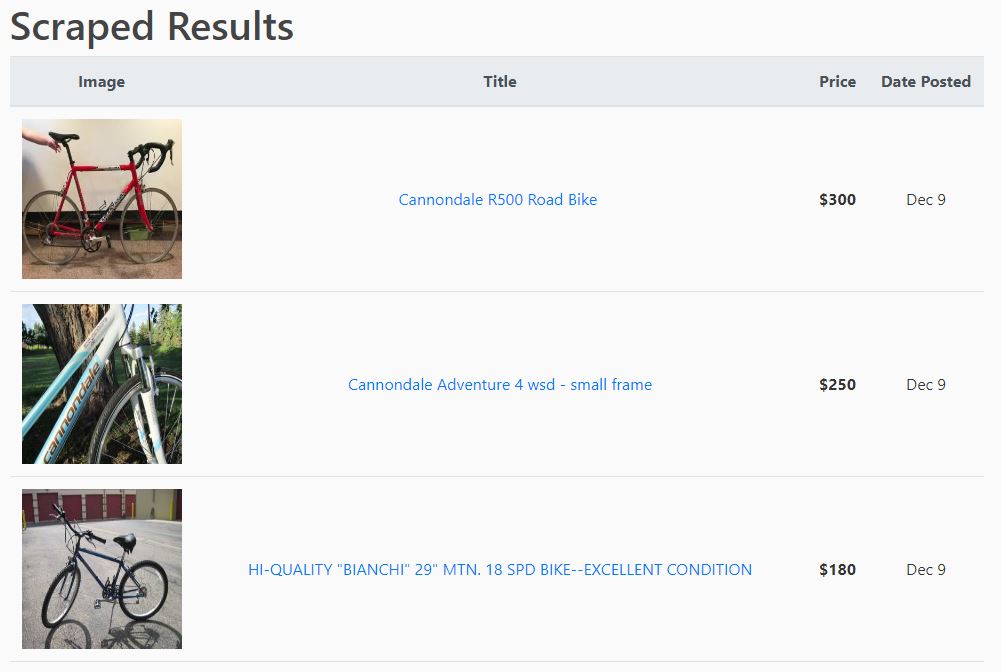 Scraped Results
Image Title Price Date Posted
Cannondale R500 Road Bike $300 Dec 9
cannondale
Cannondale Adventure 4 wsd - small frame $250 Dec 9
HI-QUALITY "BIANCHI" 29" MTN. 18 SPD BIKE--EXCELLENT CONDITION $180 Dec 9